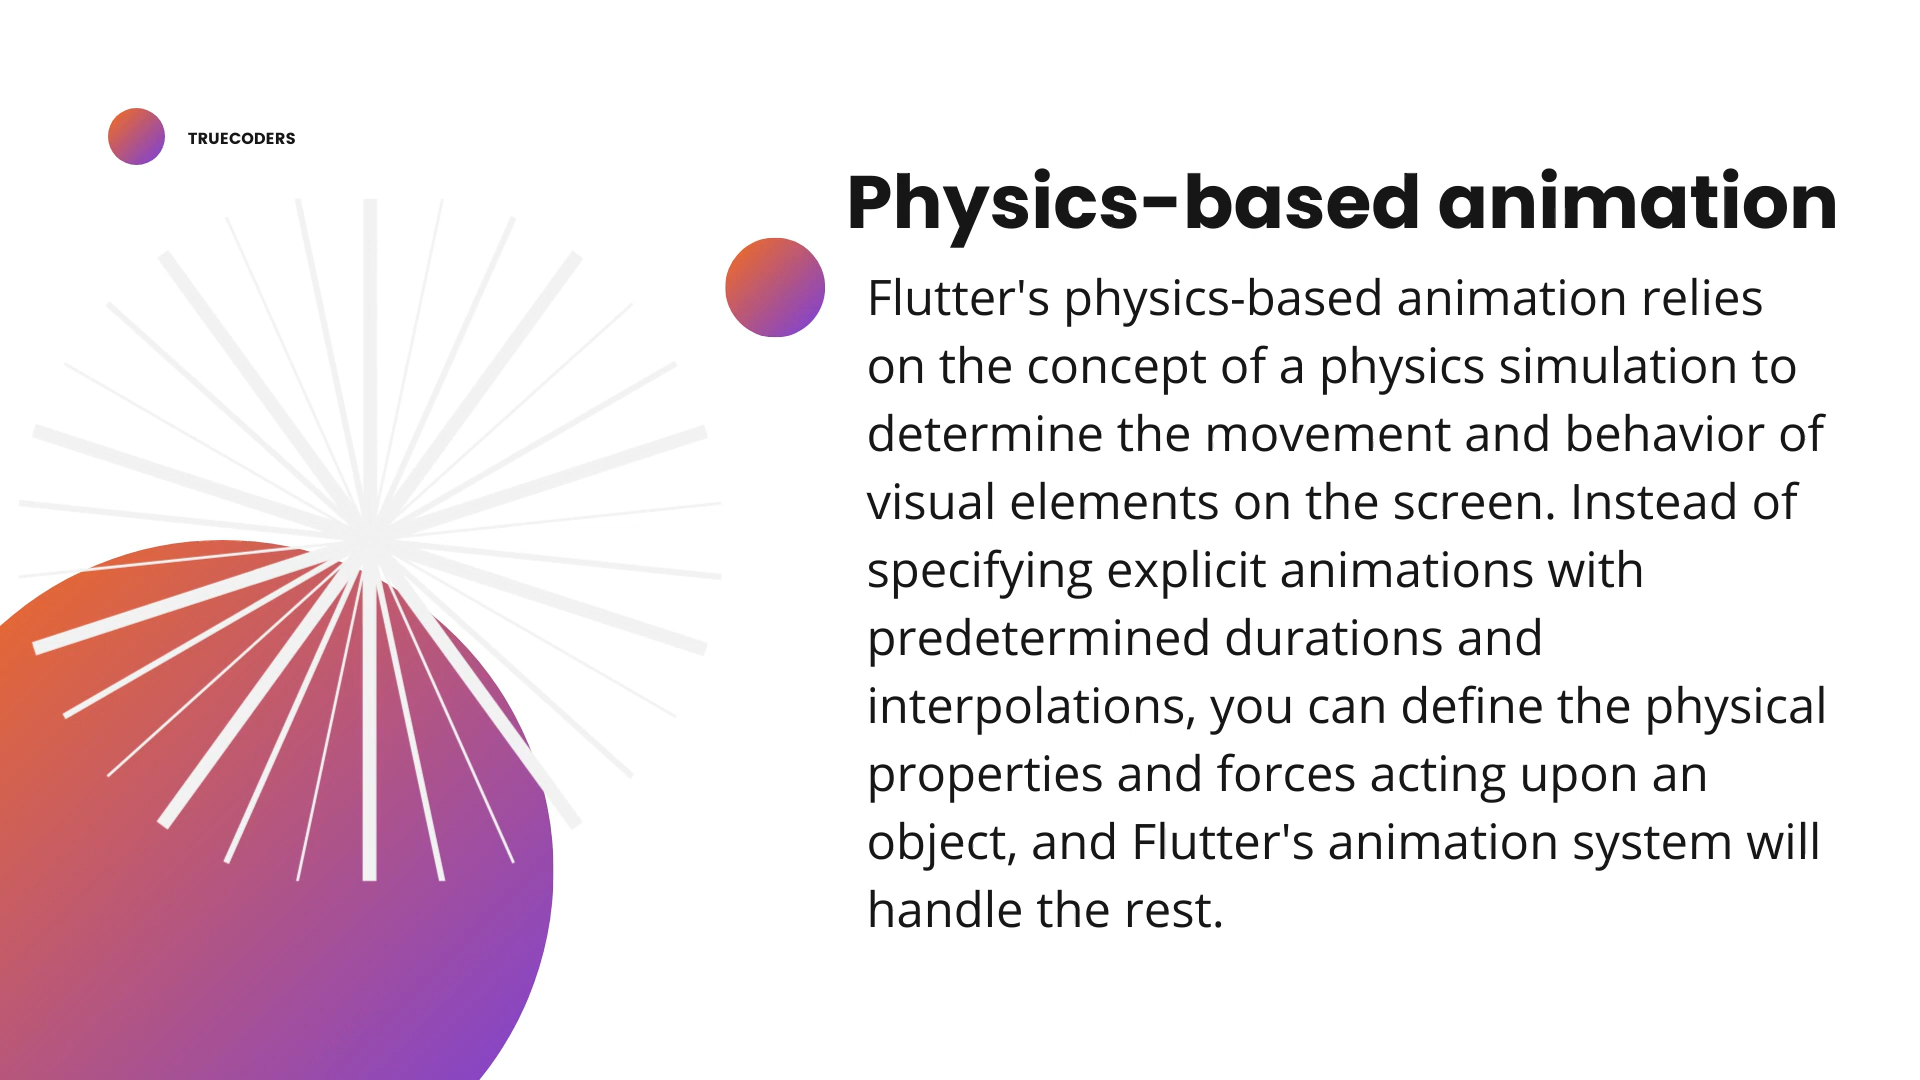 TRUECODERS
Physics-based animation
Flutter's physics-based animation relies
on the concept of a physics simulation to
determine the movement and behavior of
visual elements on the screen. Instead of
specifying explicit animations with
predetermined durations and
interpolations, you can define the physical
properties and forces acting upon an
object, and Flutter's animation system will
handle the rest.